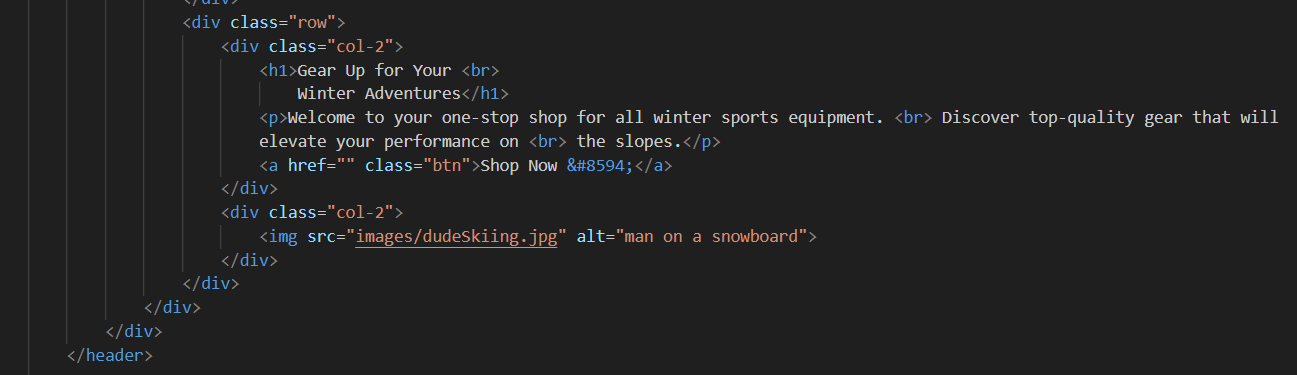 </div>
<div class="row">
<div class="col-2">
<h1>Gear Up for Your <br>
Winter Adventures</h1>
<p>Welcome to your one-stop shop for all winter sports equipment. <br> Discover top-quality gear that will
elevate your performance on <br> the slopes.</p>
<a href="" class="btn">Shop Now &#8594;</a>
</div>
<div class="col-2">
<img src="images/dudeSkiing.jpg" alt="man on a snowboard">
</div>
</div>
</div>
</div>
</header>